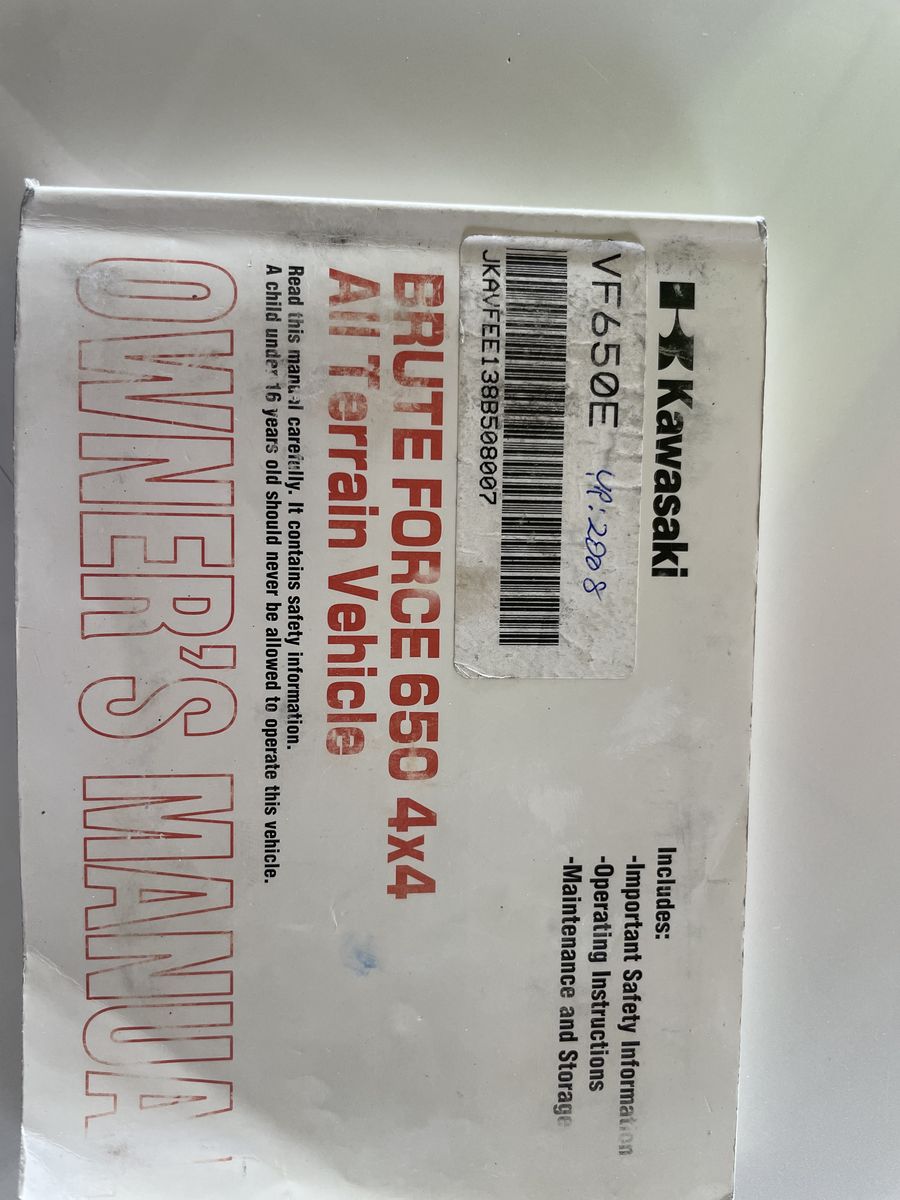 Kawasaki
VF650E yr:2008
JKAVFEE138B508007
Includes:
-Important Safety Information
-Operating Instructions
-Maintenance and Storage
BRUTE FORCE 650 4x4
All Terrain Vehicle
Read this manual carefully. It contains safety information.
A child under 16 years old should never be allowed to operate this vehicle.
OWNER'S MANUA